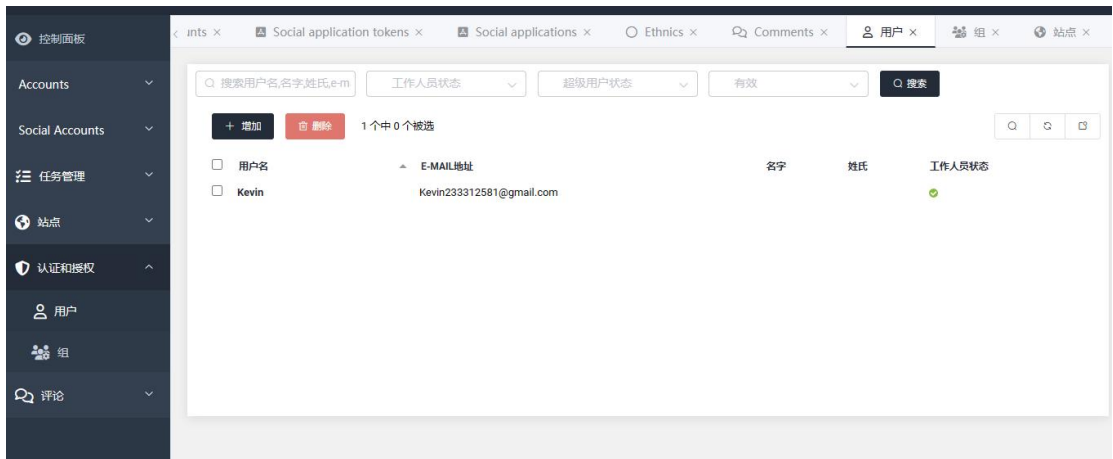 控制面板
Accounts
Social Accounts
任务管理
站点
认证和授权
用户
组
评论
unts × Social application tokens × Social applications × Ethnics × Comments × 用户 × 组 × 站点 ×
搜索用户名,名字,姓氏,e-m 工作人员状态 超级用户状态 有效 搜索
+ 增加 删除 1 个中 0 个被选
用户名 E-MAIL地址 名字 姓氏 工作人员状态
Kevin Kevin233312581@gmail.com